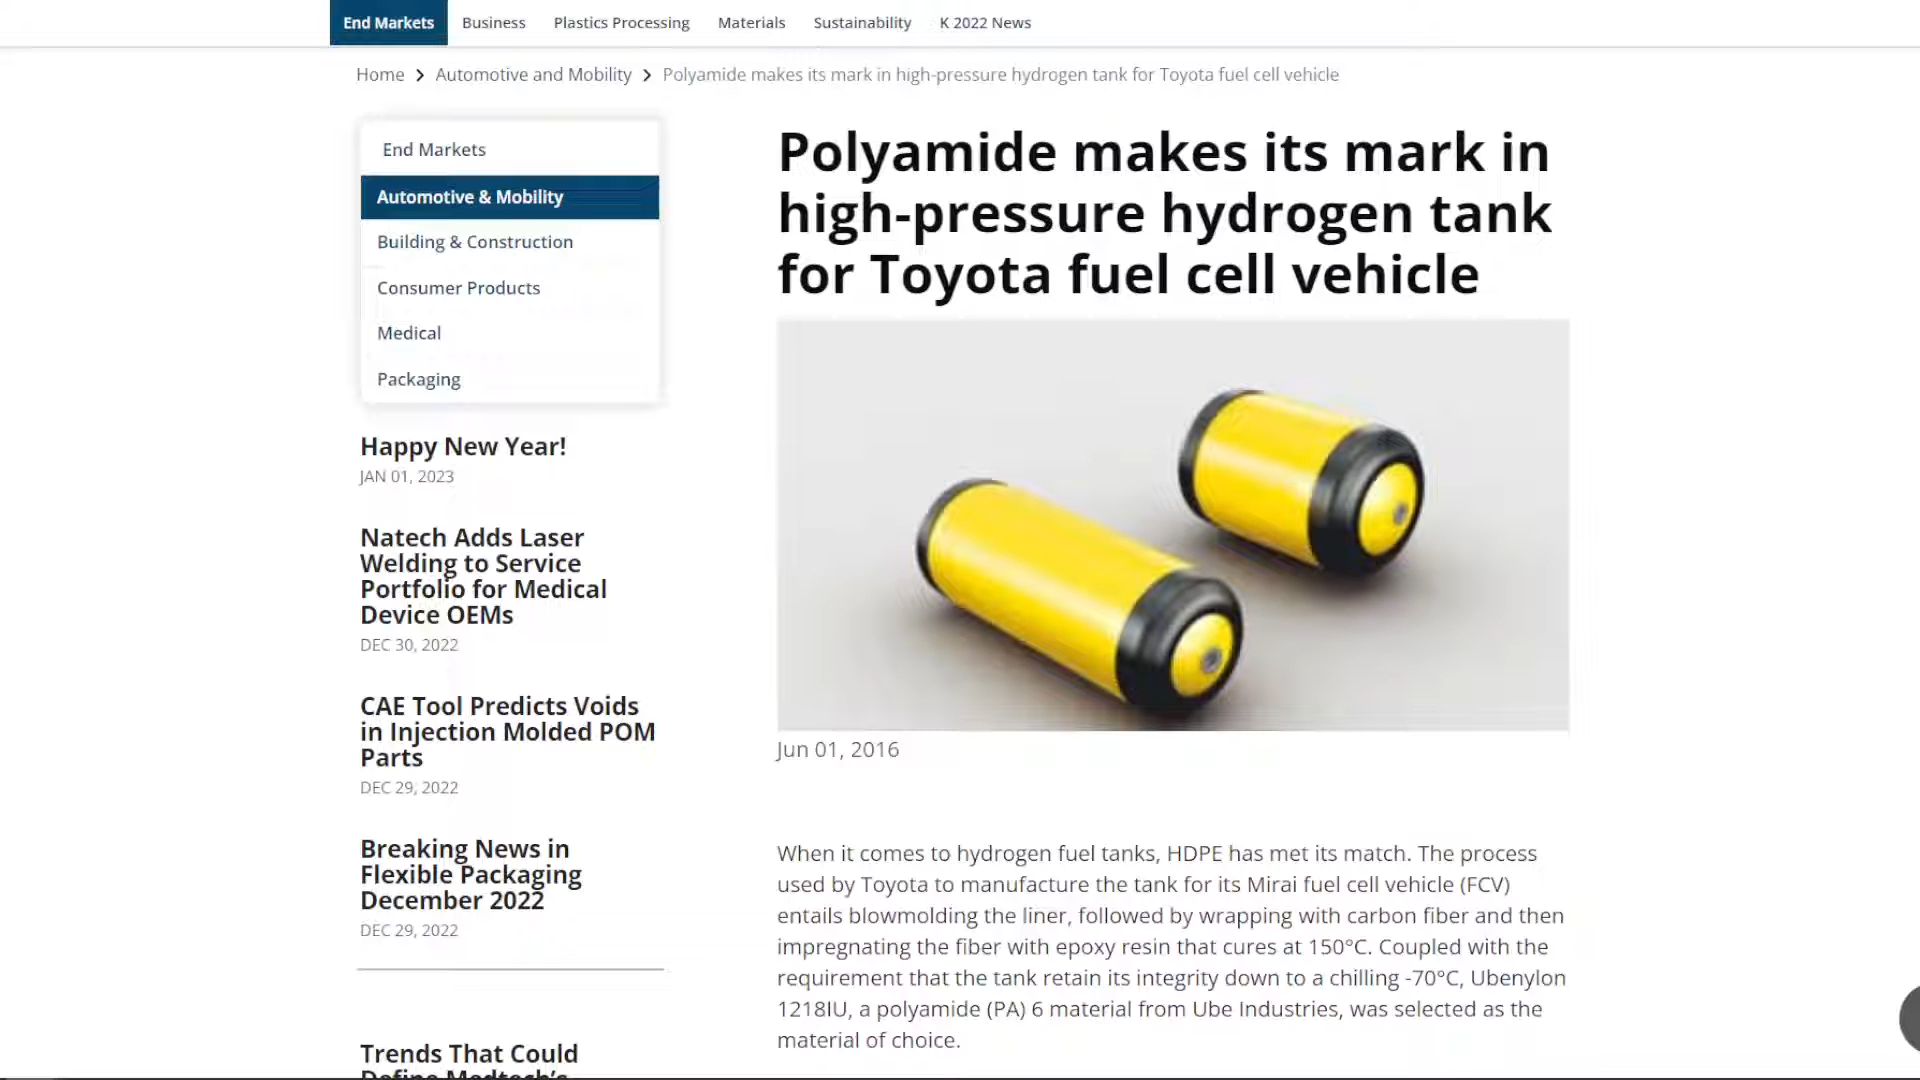 End Markets
Business
Plastics Processing
Materials
Sustainability
K 2022 News
Home
Automotive and Mobility
Polyamide makes its mark in high-pressure hydrogen tank for Toyota fuel cell vehicle
End Markets
Automotive & Mobility
Building & Construction
Consumer Products
Medical
Packaging
Happy New Year!
JAN 01, 2023
Natech Adds Laser
Welding to Service
Portfolio for Medical
Device OEMs
DEC 30, 2022
CAE Tool Predicts Voids
in Injection Molded POM
Parts
DEC 29, 2022
Breaking News in
Flexible Packaging
December 2022
DEC 29, 2022
Trends That Could
Define Medtech's
Polyamide makes its mark in
high-pressure hydrogen tank
for Toyota fuel cell vehicle
Jun 01, 2016
When it comes to hydrogen fuel tanks, HDPE has met its match. The process
used by Toyota to manufacture the tank for its Mirai fuel cell vehicle (FCV)
entails blowmolding the liner, followed by wrapping with carbon fiber and then
impregnating the fiber with epoxy resin that cures at 150°C. Coupled with the
requirement that the tank retain its integrity down to a chilling -70°C, Ubenylon
1218IU, a polyamide (PA) 6 material from Ube Industries, was selected as the
material of choice.